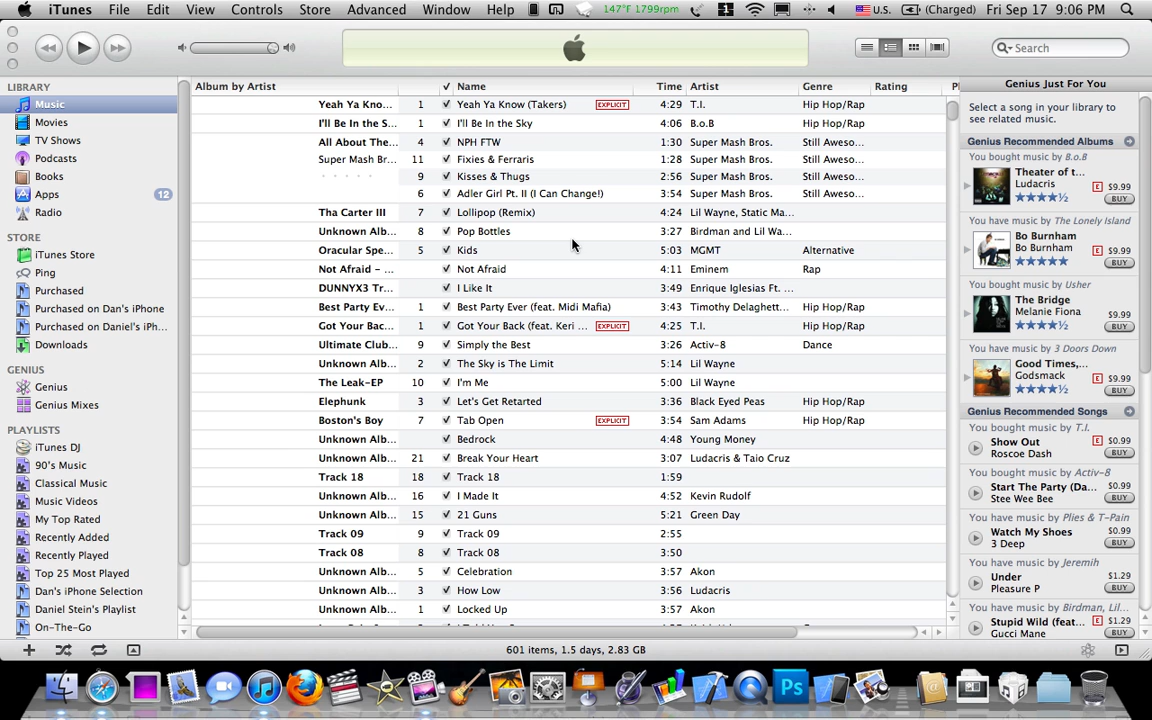 iTunes File Edit View Controls Store Advanced Window Help 147°F 1799rpm 1 U.S. (Charged) Fri Sep 17 9:06 PM
Search
LIBRARY
Music
Movies
TV Shows
Podcasts
Books
Apps 12
Radio
STORE
iTunes Store
Ping
Purchased
Purchased on Dan's iPhone
Purchased on Daniel's iPh...
Downloads
GENIUS
Genius
Genius Mixes
PLAYLISTS
iTunes DJ
90's Music
Classical Music
Music Videos
My Top Rated
Recently Added
Recently Played
Top 25 Most Played
Dan's iPhone Selection
Daniel Stein's Playlist
On-The-Go
Album by Artist Name Time Artist Genre Rating
Yeah Ya Kno... 1 Yeah Ya Know (Takers) EXPLICIT 4:29 T.I. Hip Hop/Rap
I'll Be In the S... 1 I'll Be in the Sky 4:06 B.o.B Hip Hop/Rap
All About The... 4 NPH FTW 1:30 Super Mash Bros. Still Aweso...
Super Mash Br... 11 Fixies & Ferraris 1:28 Super Mash Bros. Still Aweso...
9 Kisses & Thugs 2:56 Super Mash Bros. Still Aweso...
6 Adler Girl Pt. II (I Can Change!) 3:54 Super Mash Bros. Still Aweso...
Tha Carter III 7 Lollipop (Remix) 4:24 Lil Wayne, Static Ma...
Unknown Alb... 8 Pop Bottles 3:27 Birdman and Lil Wa...
Oracular Spe... 5 Kids 5:03 MGMT Alternative
Not Afraid - ... Not Afraid 4:11 Eminem Rap
DUNNYX3 Tr... I Like It 3:49 Enrique Iglesias Ft. ...
Best Party Ev... 1 Best Party Ever (feat. Midi Mafia) 3:43 Timothy Delaghett... Hip Hop/Rap
Got Your Bac... 1 Got Your Back (feat. Keri ... EXPLICIT 4:25 T.I. Hip Hop/Rap
Ultimate Club... 9 Simply the Best 3:26 Activ-8 Dance
Unknown Alb... 2 The Sky is The Limit 5:14 Lil Wayne
The Leak-EP 10 I'm Me 5:00 Lil Wayne
Elephunk 3 Let's Get Retarted 3:36 Black Eyed Peas Hip Hop/Rap
Boston's Boy 7 Tab Open EXPLICIT 3:54 Sam Adams Hip Hop/Rap
Unknown Alb... Bedrock 4:48 Young Money
Unknown Alb... 21 Break Your Heart 3:07 Ludacris & Taio Cruz
Track 18 18 Track 18 1:59
Unknown Alb... 16 I Made It 4:52 Kevin Rudolf
Unknown Alb... 15 21 Guns 5:21 Green Day
Track 09 9 Track 09 2:55
Track 08 8 Track 08 3:50
Unknown Alb... 5 Celebration 3:57 Akon
Unknown Alb... 3 How Low 3:56 Ludacris
Unknown Alb... 1 Locked Up 3:57 Akon
Genius Just For You
Select a song in your library to
see related music.
Genius Recommended Albums
You bought music by B.o.B
Theater of t... E $9.99
Ludacris BUY
You have music by The Lonely Island
Bo Burnham E $9.99
Bo Burnham BUY
You bought music by Usher
The Bridge $9.99
Melanie Fiona BUY
You have music by 3 Doors Down
Good Times,... E $9.99
Godsmack BUY
Genius Recommended Songs
You bought music by T.I.
Show Out E $0.99
Roscoe Dash BUY
You bought music by Activ-8
Start The Party (Da... $0.99
Stee Wee Bee BUY
You have music by Plies & T-Pain
Watch My Shoes $0.99
3 Deep BUY
You have music by Jeremih
Under $1.29
Pleasure P BUY
You have music by Birdman, Lil...
Stupid Wild (fea... E $1.29
Gucci Mane BUY
601 items, 1.5 days, 2.83 GB
Ps